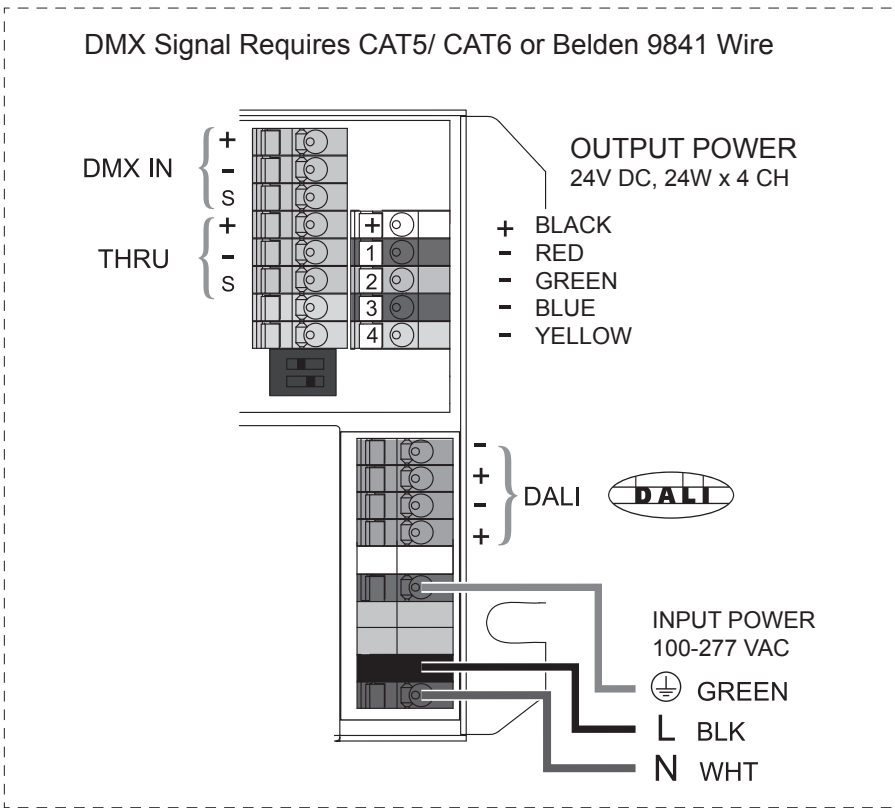 DMX Signal Requires CAT5/ CAT6 or Belden 9841 Wire
DMX IN
+
-
S
THRU
+
-
S
+
1
2
3
4
OUTPUT POWER
24V DC, 24W x 4 CH
+ BLACK
- RED
- GREEN
- BLUE
- YELLOW
-
+
-
+
DALI
DALI
INPUT POWER
100-277 VAC
GREEN
L BLK
N WHT